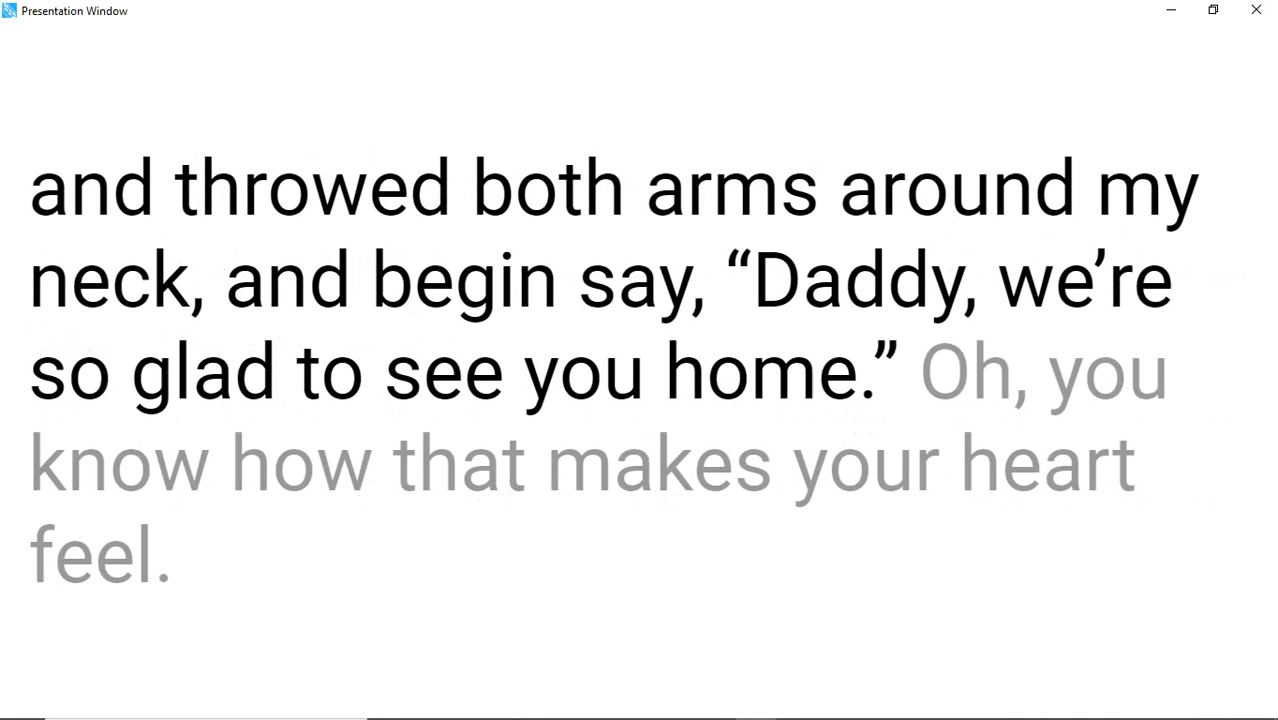 Presentation Window
and throwed both arms around my
neck, and begin say, “Daddy, we’re
so glad to see you home.” Oh, you
know how that makes your heart
feel.